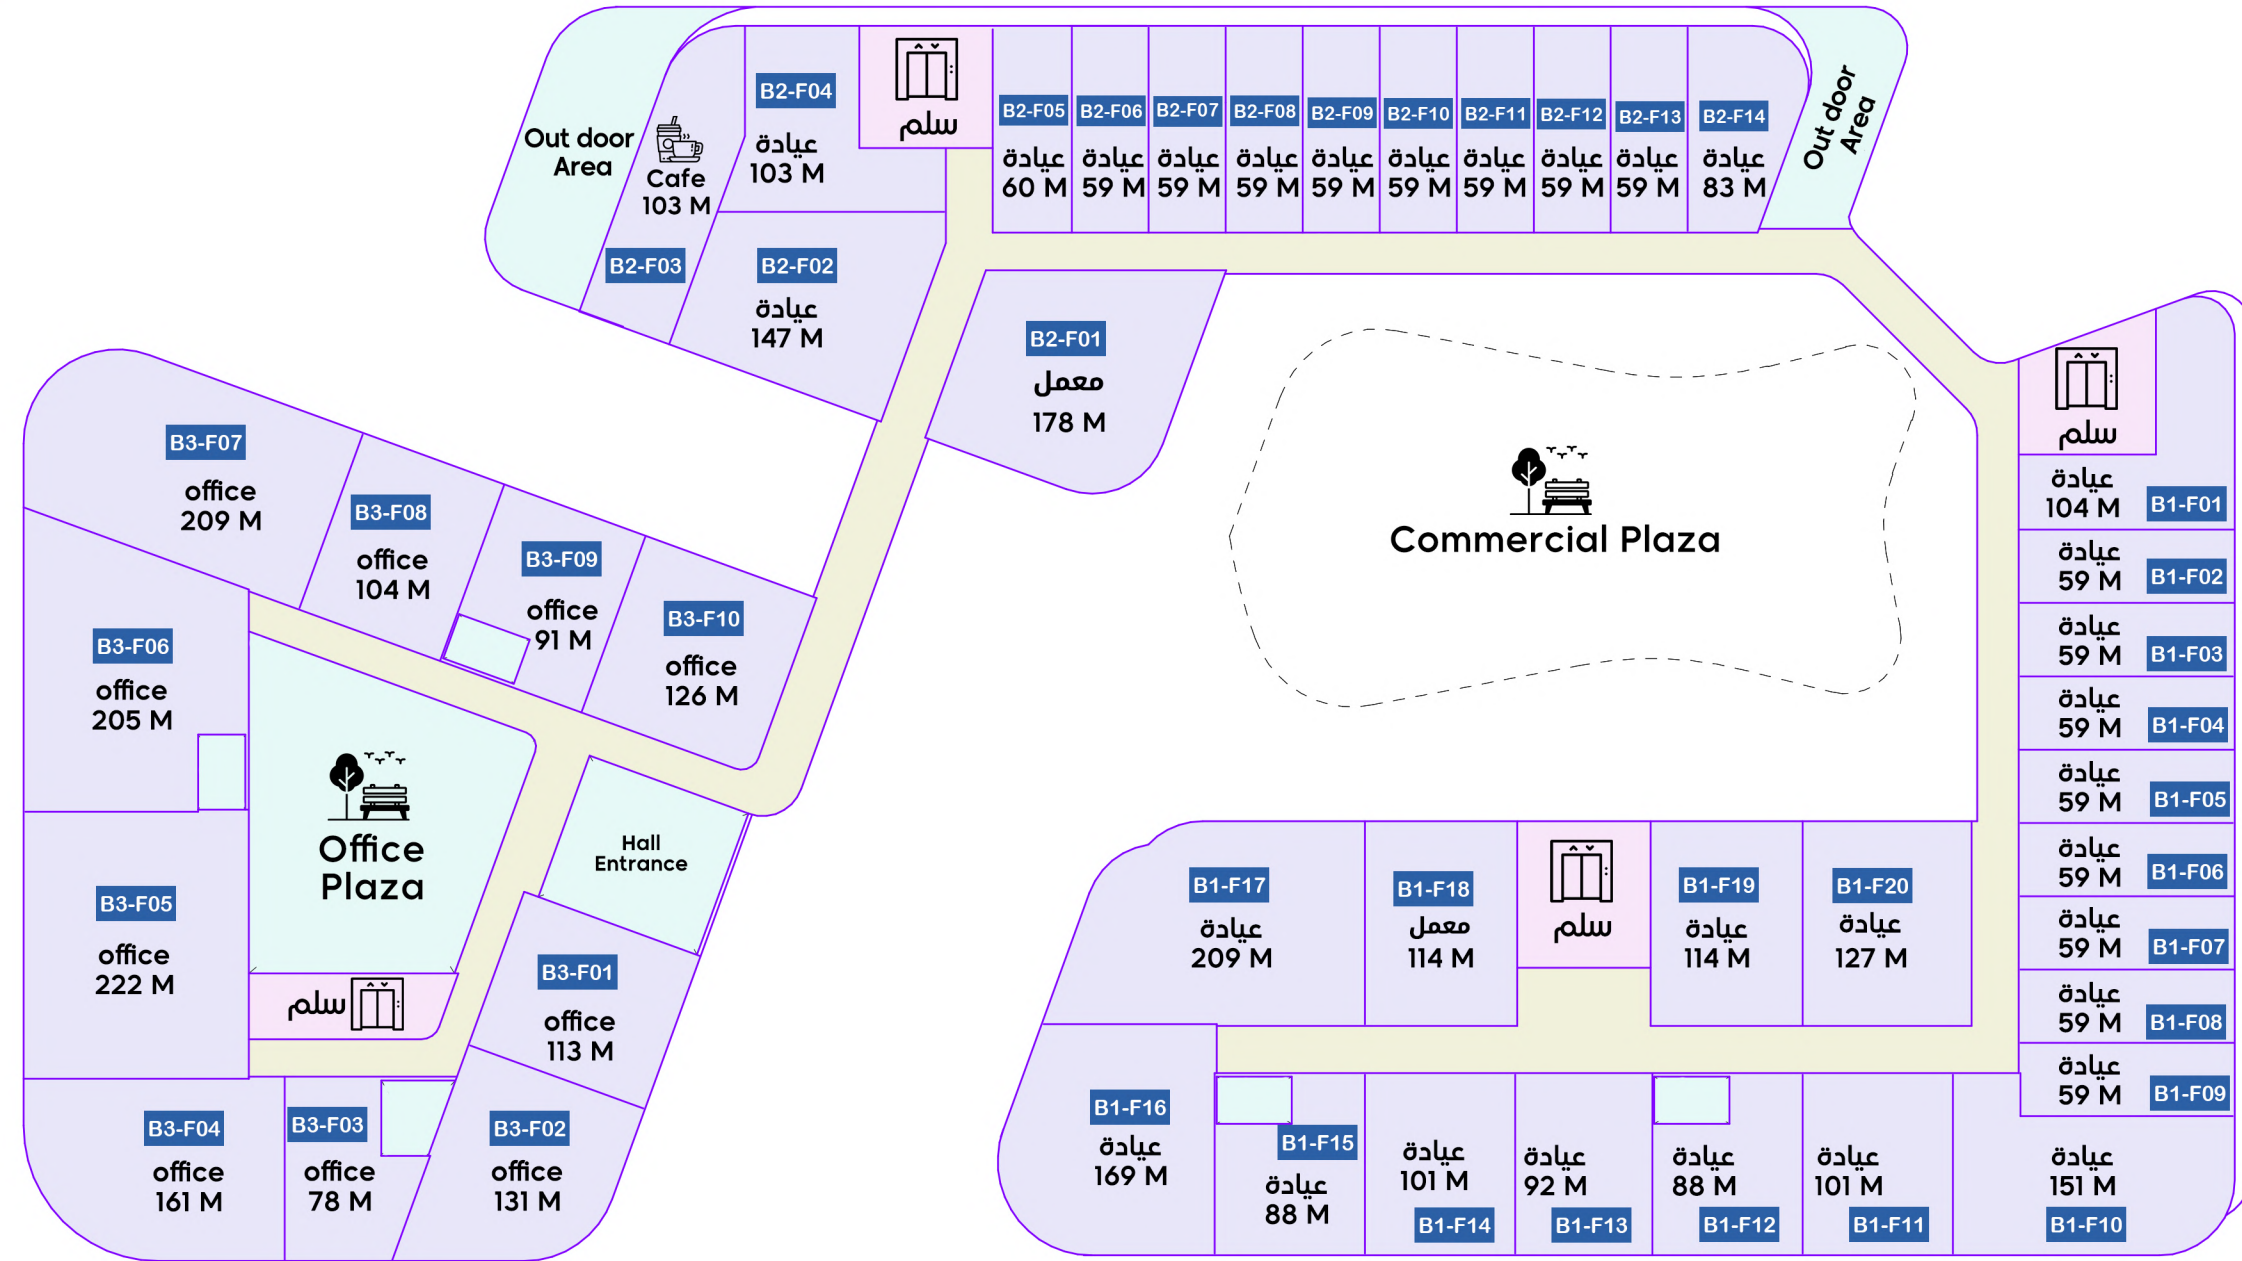 Out door
Area
Cafe
103 M
B2-F03
B2-F04
عيادة
103 M
B2-F02
عيادة
147 M
سلم
B2-F05
عيادة
60 M
B2-F06
عيادة
59 M
B2-F07
عيادة
59 M
B2-F08
عيادة
59 M
B2-F09
عيادة
59 M
B2-F10
عيادة
59 M
B2-F11
عيادة
59 M
B2-F12
عيادة
59 M
B2-F13
عيادة
59 M
B2-F14
عيادة
83 M
Out door
Area
B2-F01
معمل
178 M
Commercial Plaza
B3-F07
office
209 M
B3-F08
office
104 M
B3-F09
office
91 M
B3-F10
office
126 M
B3-F06
office
205 M
Office
Plaza
Hall
Entrance
B3-F05
office
222 M
سلم
B3-F01
office
113 M
B3-F04
office
161 M
B3-F03
office
78 M
B3-F02
office
131 M
سلم
عيادة
104 M
B1-F01
عيادة
59 M
B1-F02
عيادة
59 M
B1-F03
عيادة
59 M
B1-F04
عيادة
59 M
B1-F05
عيادة
59 M
B1-F06
عيادة
59 M
B1-F07
عيادة
59 M
B1-F08
عيادة
59 M
B1-F09
B1-F17
عيادة
209 M
B1-F18
معمل
114 M
سلم
B1-F19
عيادة
114 M
B1-F20
عيادة
127 M
B1-F16
عيادة
169 M
B1-F15
عيادة
88 M
عيادة
101 M
B1-F14
عيادة
92 M
B1-F13
عيادة
88 M
B1-F12
عيادة
101 M
B1-F11
عيادة
151 M
B1-F10